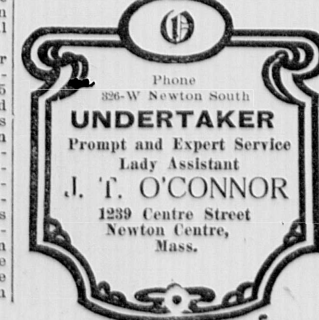 O
Phone
326-W Newton South
UNDERTAKER
Prompt and Expert Service
Lady Assistant
J. T. O'CONNOR
1239 Centre Street
Newton Centre,
Mass.